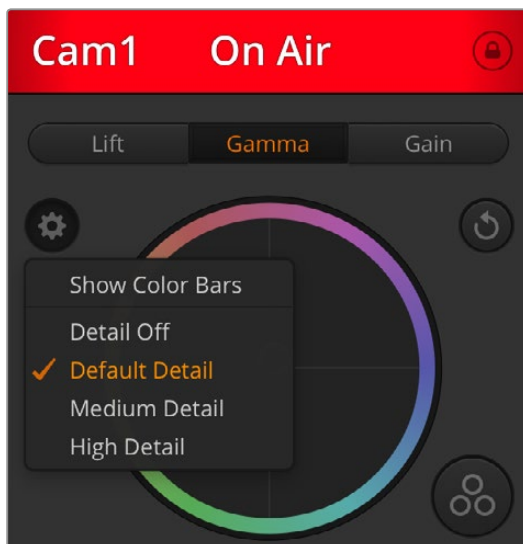 Cam1 On Air
Lift Gamma Gain
Show Color Bars
Detail Off
Default Detail
Medium Detail
High Detail